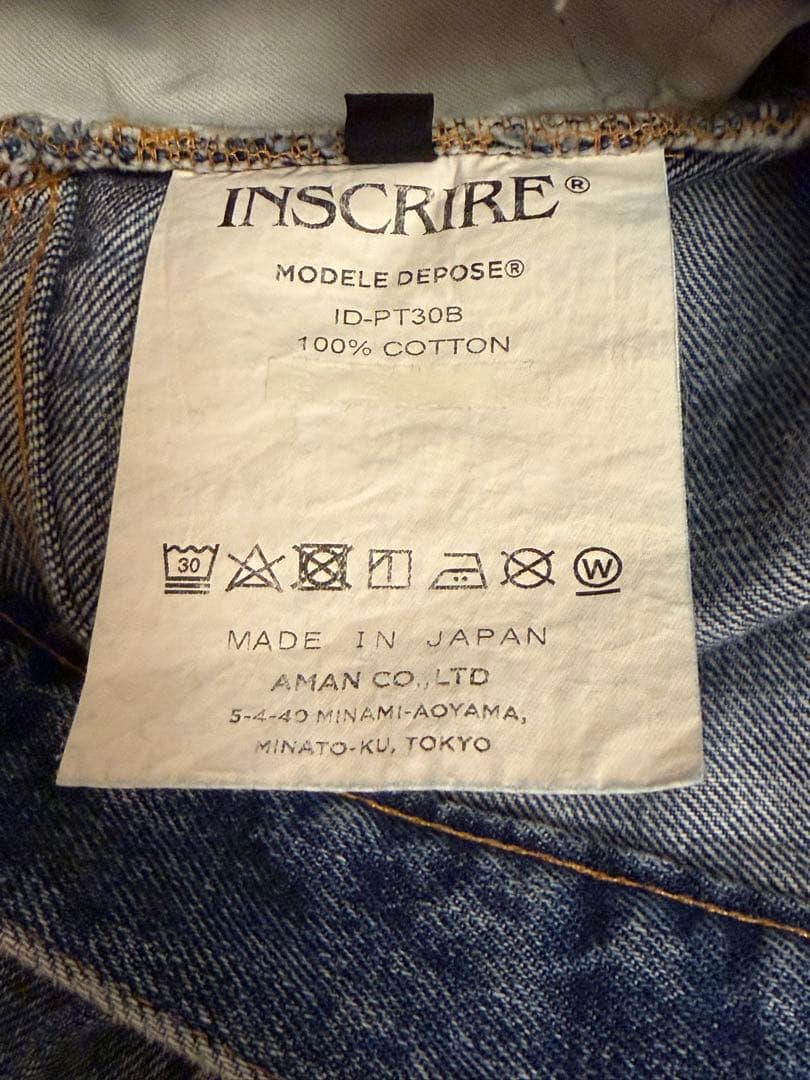 INSCRIRE®
MODELE DEPOSE®
ID-PT30B
100% COTTON
30
W
MADE IN JAPAN
AMAN CO.,LTD
5-4-40 MINAMI-AOYAMA,
MINATO-KU, TOKYO